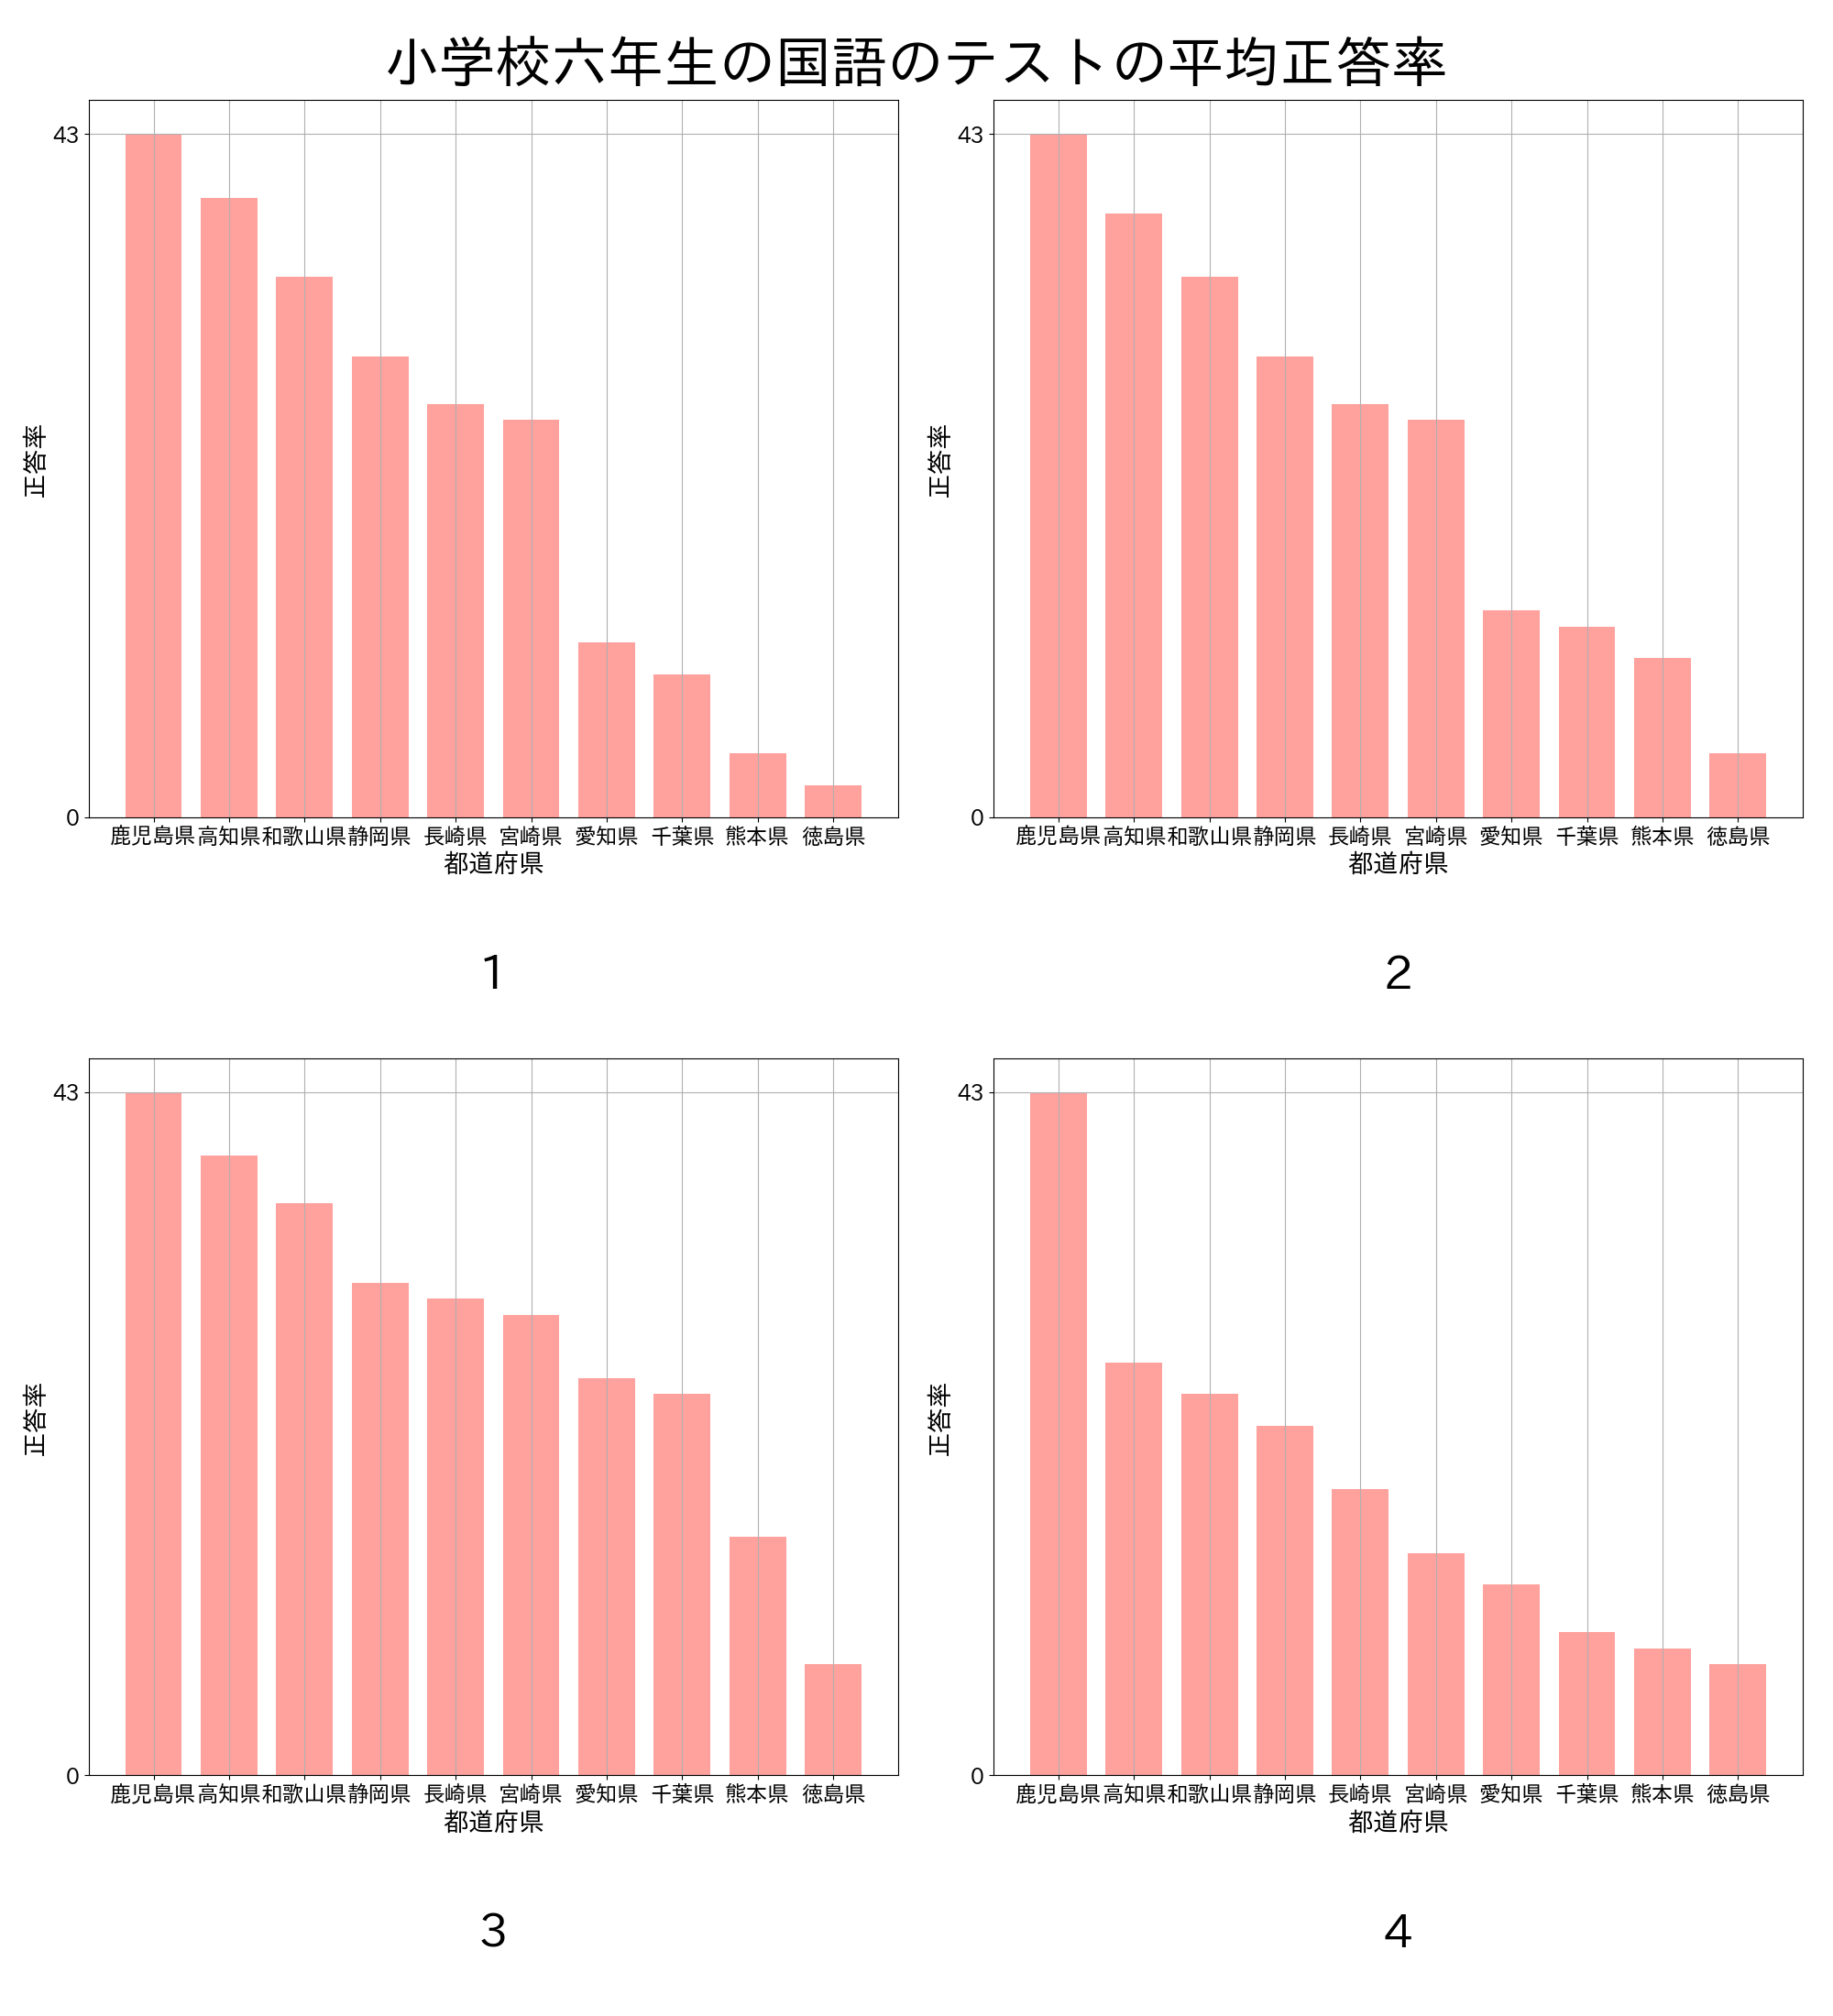 小学校六年生の国語のテストの平均正答率
43
0
正答率
鹿児島県 高知県 和歌山県 静岡県 長崎県 宮崎県 愛知県 千葉県 熊本県 徳島県
都道府県
1
43
0
正答率
鹿児島県 高知県 和歌山県 静岡県 長崎県 宮崎県 愛知県 千葉県 熊本県 徳島県
都道府県
2
43
0
正答率
鹿児島県 高知県 和歌山県 静岡県 長崎県 宮崎県 愛知県 千葉県 熊本県 徳島県
都道府県
3
43
0
正答率
鹿児島県 高知県 和歌山県 静岡県 長崎県 宮崎県 愛知県 千葉県 熊本県 徳島県
都道府県
4